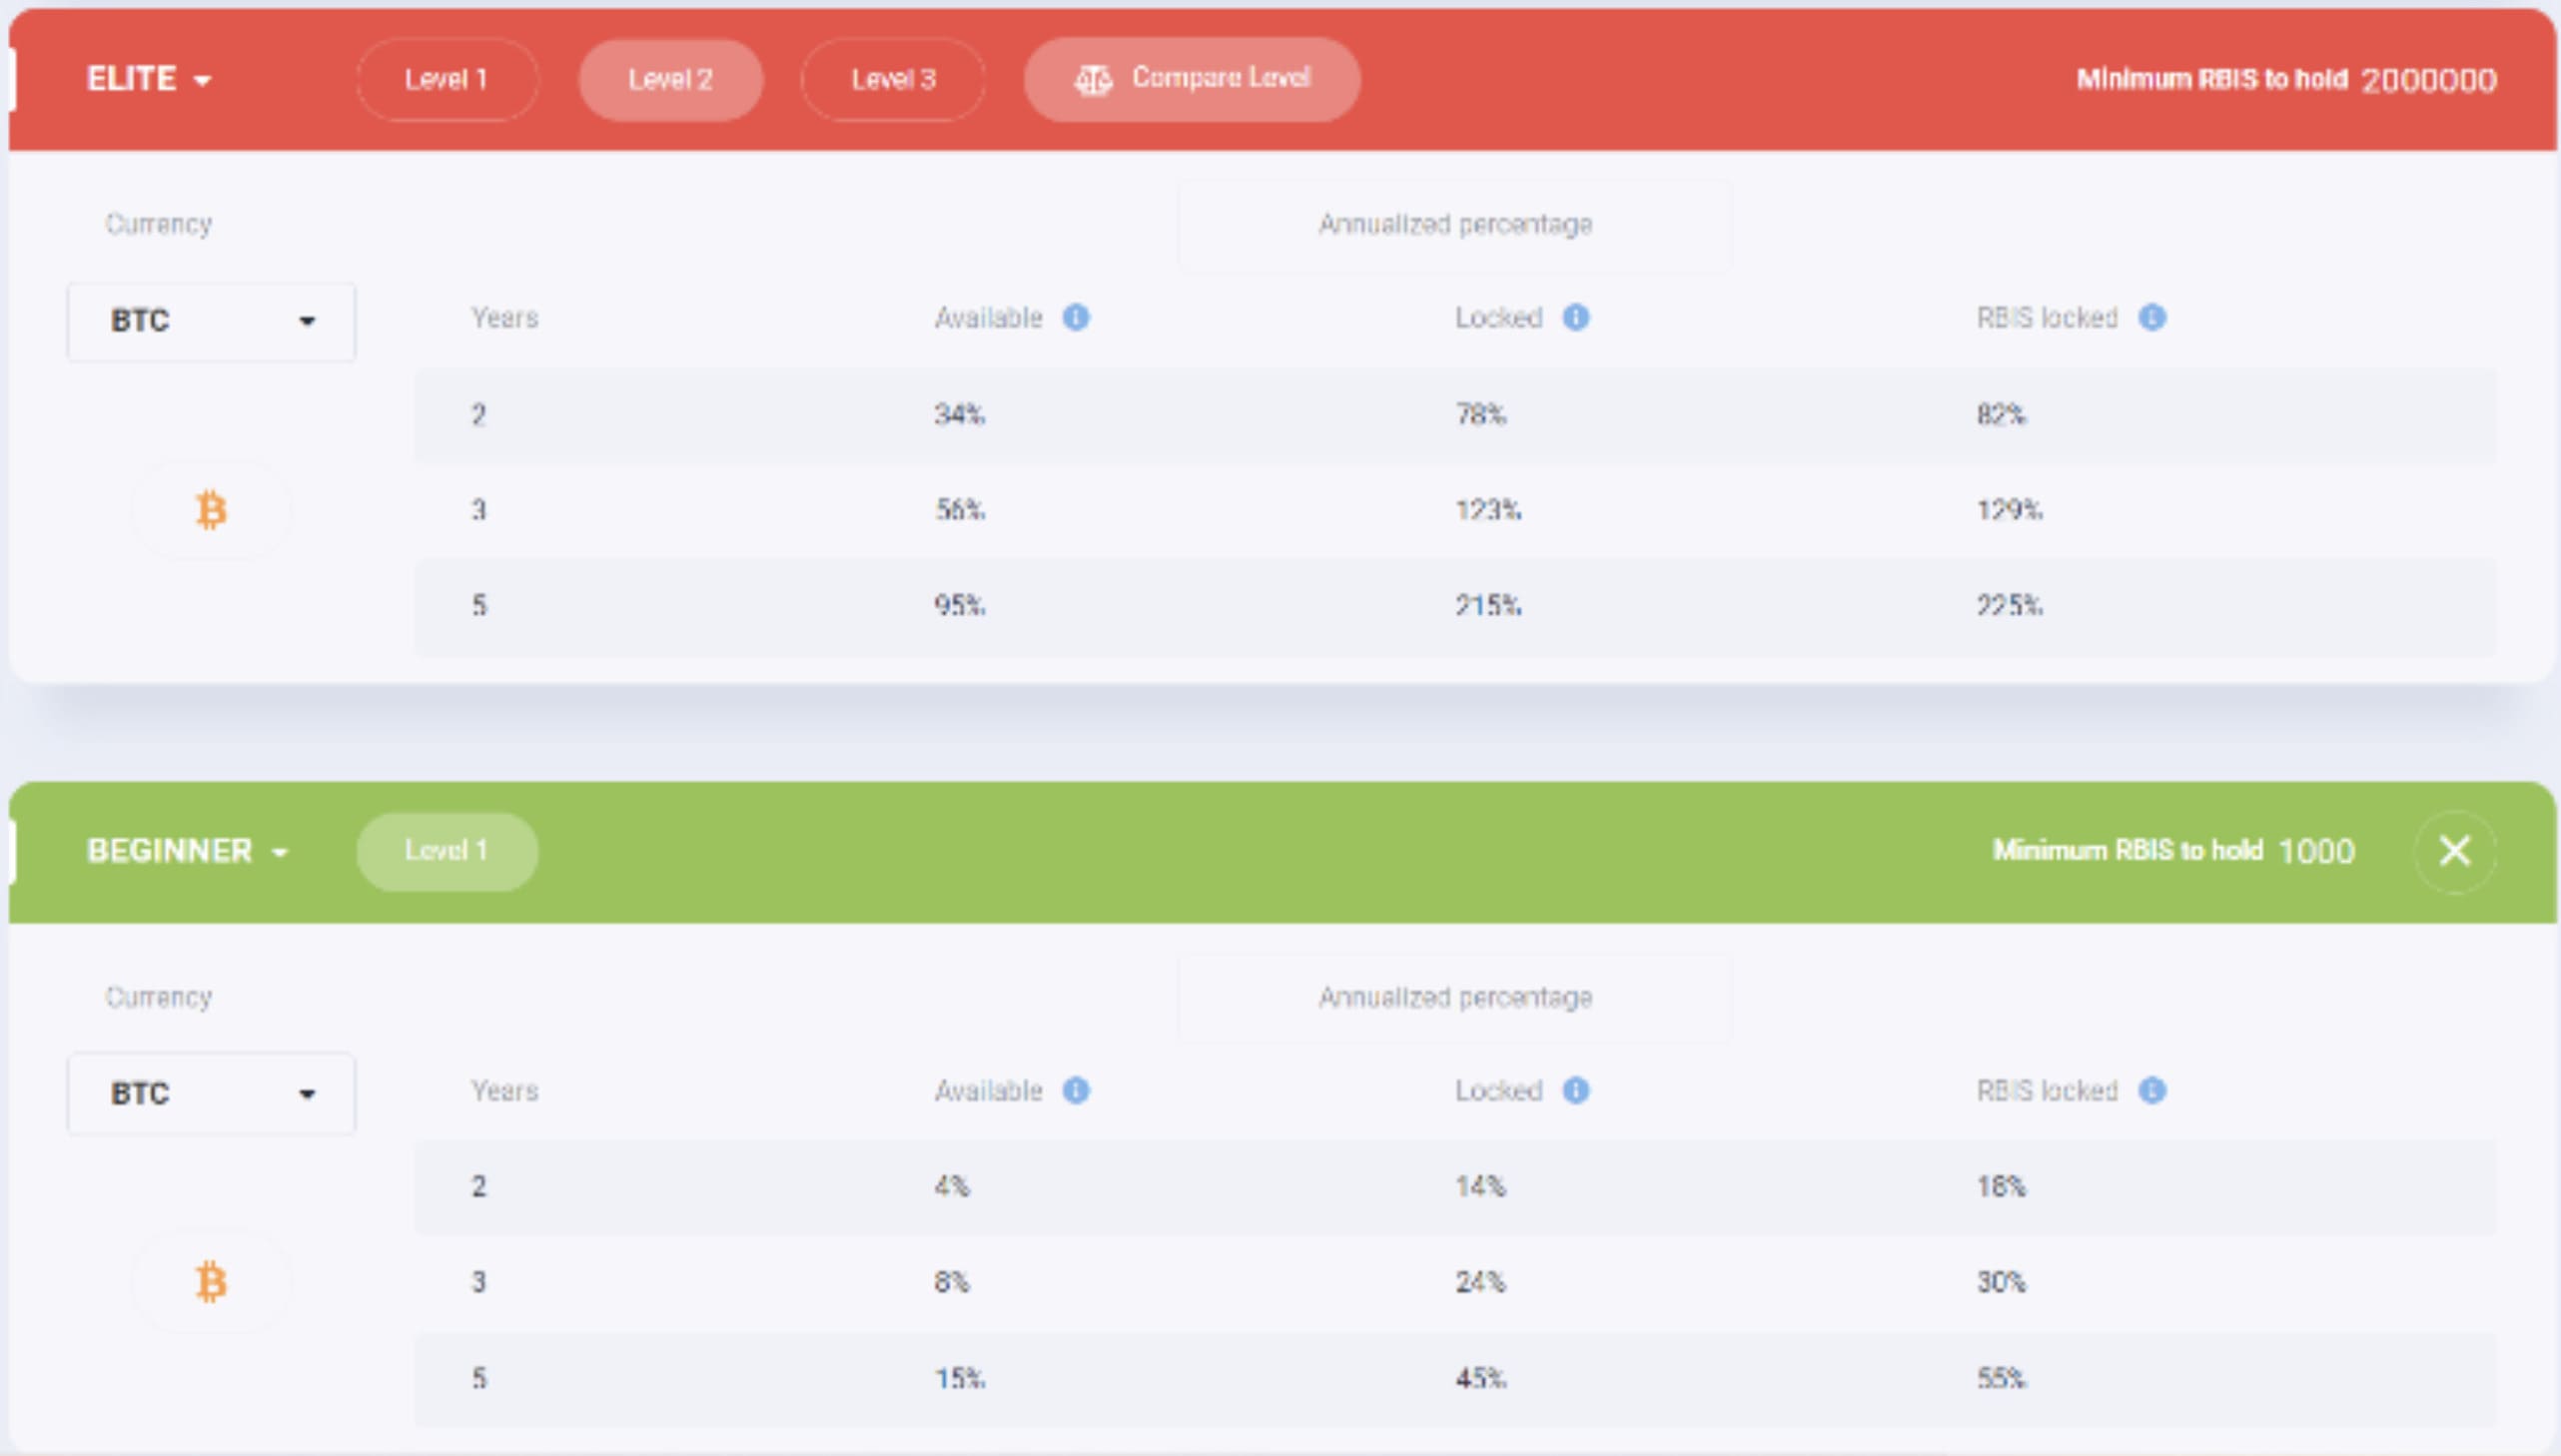 ELITE Level 1 Level 2 Level 3 Compare Level Minimum RBIS to hold 2000000
Currency Annualized percentage
BTC Years Available Locked RBIS locked
2 34% 78% 82%
3 56% 123% 129%
5 95% 215% 225%
BEGINNER Level 1 Minimum RBIS to hold 1000
Currency Annualized percentage
BTC Years Available Locked RBIS locked
2 4% 14% 18%
3 8% 24% 30%
5 15% 45% 55%